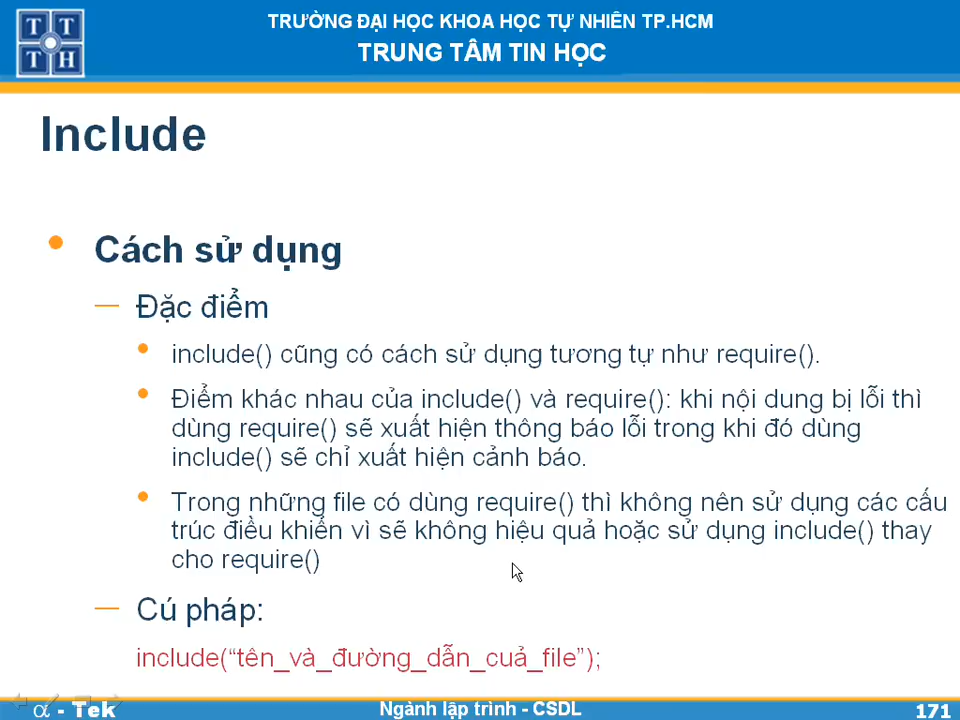 T T
T H
TRƯỜNG ĐẠI HỌC KHOA HỌC TỰ NHIÊN TP.HCM
TRUNG TÂM TIN HỌC
Include
Cách sử dụng
Đặc điểm
include() cũng có cách sử dụng tương tự như require().
Điểm khác nhau của include() và require(): khi nội dung bị lỗi thì
dùng require() sẽ xuất hiện thông báo lỗi trong khi đó dùng
include() sẽ chỉ xuất hiện cảnh báo.
Trong những file có dùng require() thì không nên sử dụng các cấu
trúc điều khiển vì sẽ không hiệu quả hoặc sử dụng include() thay
cho require()
Cú pháp:
include(“tên_và_đường_dẫn_cuả_file”);
α - Tek
Ngành lập trình - CSDL
171